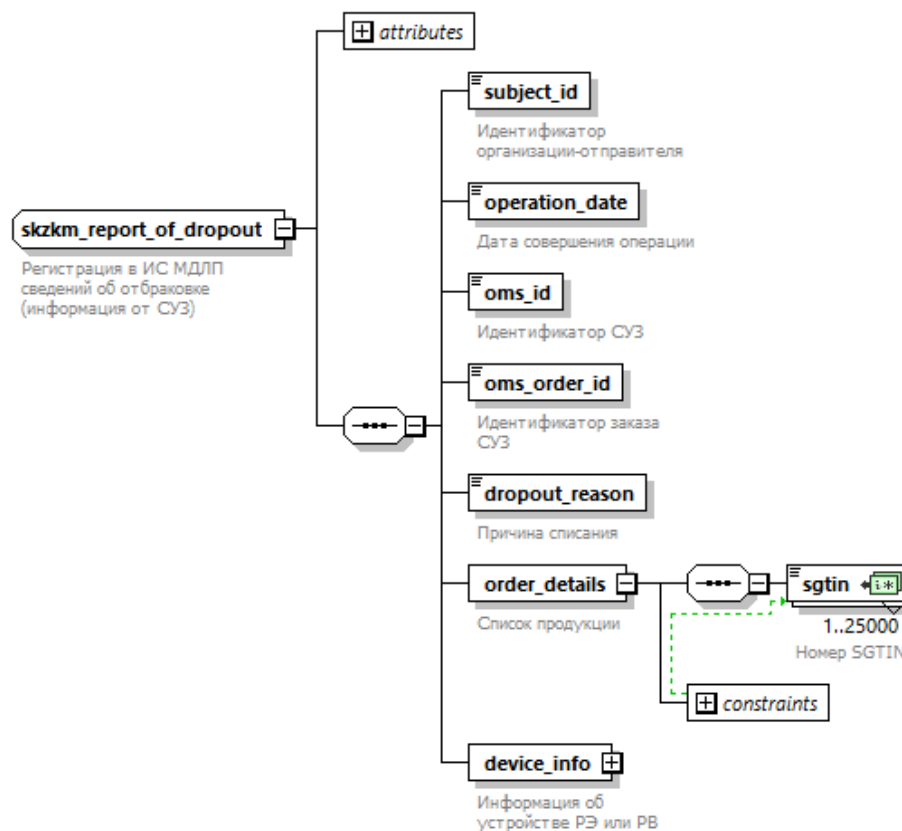 attributes
subject_id
Идентификатор
организации-отправителя
operation_date
Дата совершения операции
skzkm_report_of_dropout
Регистрация в ИС МДЛП
сведений об отбраковке
(информация от СУЗ)
oms_id
Идентификатор СУЗ
oms_order_id
Идентификатор заказа
СУЗ
dropout_reason
Причина списания
order_details
Список продукции
sgtin
1..25000
Номер SGTIN
constraints
device_info
Информация об
устройстве РЭ или РВ